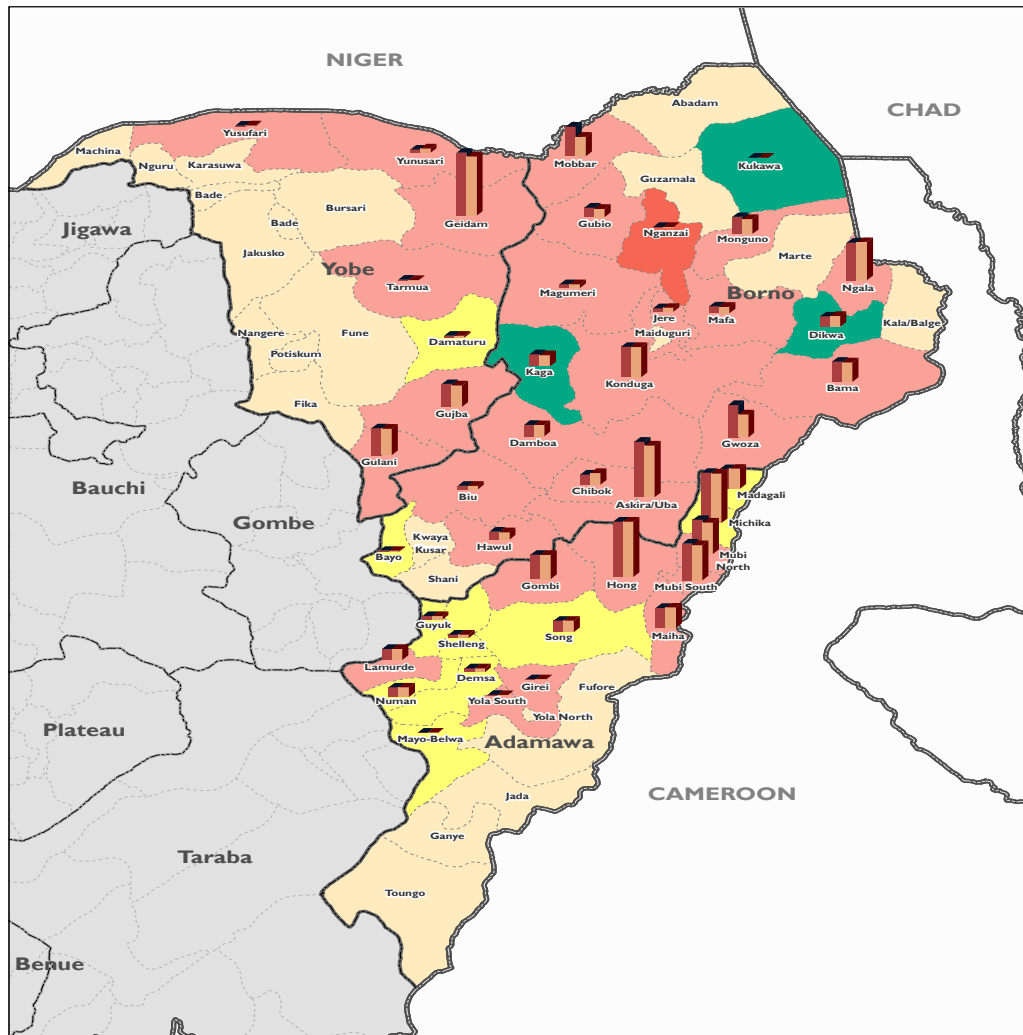 NIGER
CHAD
Abadam
Yusufari
Machina
Nguru
Karasuwa
Yunusari
Mobbar
Kukawa
Guzamala
Bade
Bursari
Geidam
Gubio
Nganzai
Monguno
Jigawa
Bade
Jakusko
Marte
Yobe
Tarmua
Magumeri
Borno
Ngala
Jere
Mafa
Kala/Balge
Nangere
Fune
Damaturu
Maiduguri
Dikwa
Potiskum
Kaga
Konduga
Bama
Fika
Gujba
Damboa
Gwoza
Gulani
Bauchi
Biu
Chibok
Askira/Uba
Madagali
Gombe
Michika
Kwaya
Kusar
Hawul
Bayo
Mubi
North
Shani
Gombi
Hong
Mubi South
Guyuk
Song
Maiha
Shelleng
Lamurde
Demsa
Girei
Fufore
Numan
Yola South
Yola North
Plateau
Mayo-Belwa
Adamawa
CAMEROON
Jada
Ganye
Taraba
Toungo
Benue